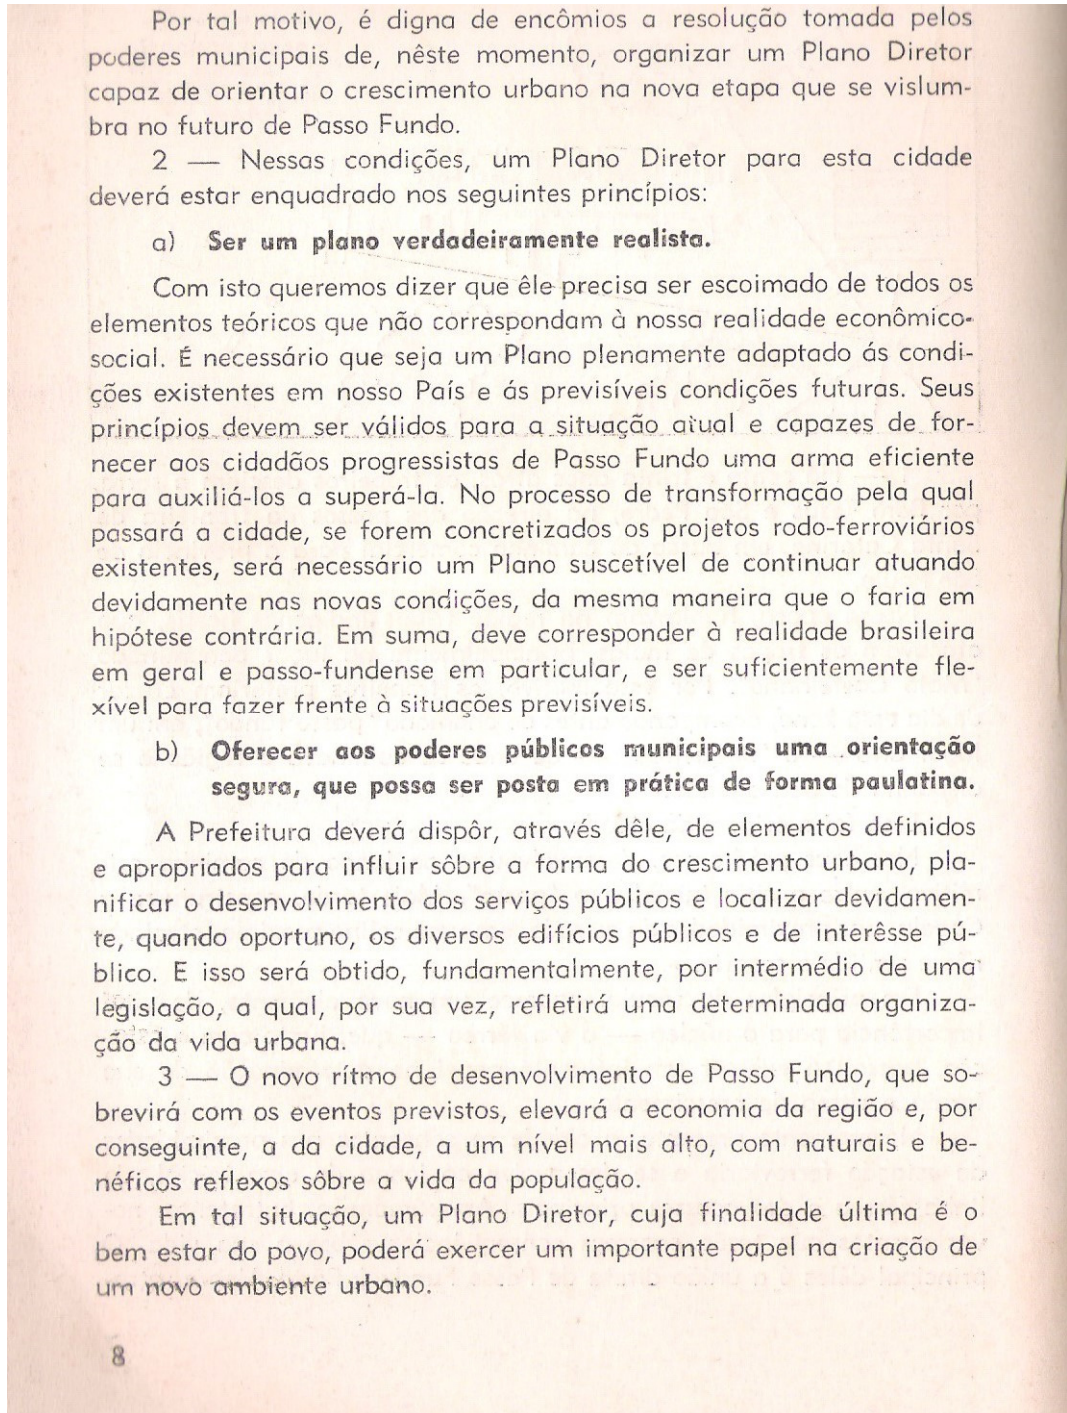 Por tal motivo, é digna de encômios a resolução tomada pelos
poderes municipais de, nêste momento, organizar um Plano Diretor
capaz de orientar o crescimento urbano na nova etapa que se vislum-
bra no futuro de Passo Fundo.
2 — Nessas condições, um Plano Diretor para esta cidade
deverá estar enquadrado nos seguintes princípios:
a) Ser um plano verdadeiramente realista.
Com isto queremos dizer que êle precisa ser escoimado de todos os
elementos teóricos que não correspondam à nossa realidade econômico-
social. É necessário que seja um Plano plenamente adaptado ás condi-
ções existentes em nosso País e ás previsíveis condições futuras. Seus
princípios devem ser válidos para a situação atual e capazes de for-
necer aos cidadãos progressistas de Passo Fundo uma arma eficiente
para auxiliá-los a superá-la. No processo de transformação pela qual
passará a cidade, se forem concretizados os projetos rodo-ferroviários
existentes, será necessário um Plano suscetível de continuar atuando
devidamente nas novas condições, da mesma maneira que o faria em
hipótese contrária. Em suma, deve corresponder à realidade brasileira
em geral e passo-fundense em particular, e ser suficientemente fle-
xível para fazer frente à situações previsíveis.
b) Oferecer aos poderes públicos municipais uma orientação
segura, que possa ser posta em prática de forma paulatina.
A Prefeitura deverá dispôr, através dêle, de elementos definidos
e apropriados para influir sôbre a forma do crescimento urbano, pla-
nificar o desenvolvimento dos serviços públicos e localizar devidamen-
te, quando oportuno, os diversos edifícios públicos e de interêsse pú-
blico. E isso será obtido, fundamentalmente, por intermédio de uma
legislação, a qual, por sua vez, refletirá uma determinada organiza-
ção da vida urbana.
3 — O novo rítmo de desenvolvimento de Passo Fundo, que so-
brevirá com os eventos previstos, elevará a economia da região e, por
conseguinte, a da cidade, a um nível mais alto, com naturais e be-
néficos reflexos sôbre a vida da população.
Em tal situação, um Plano Diretor, cuja finalidade última é o
bem estar do povo, poderá exercer um importante papel na criação de
um novo ambiente urbano.
8